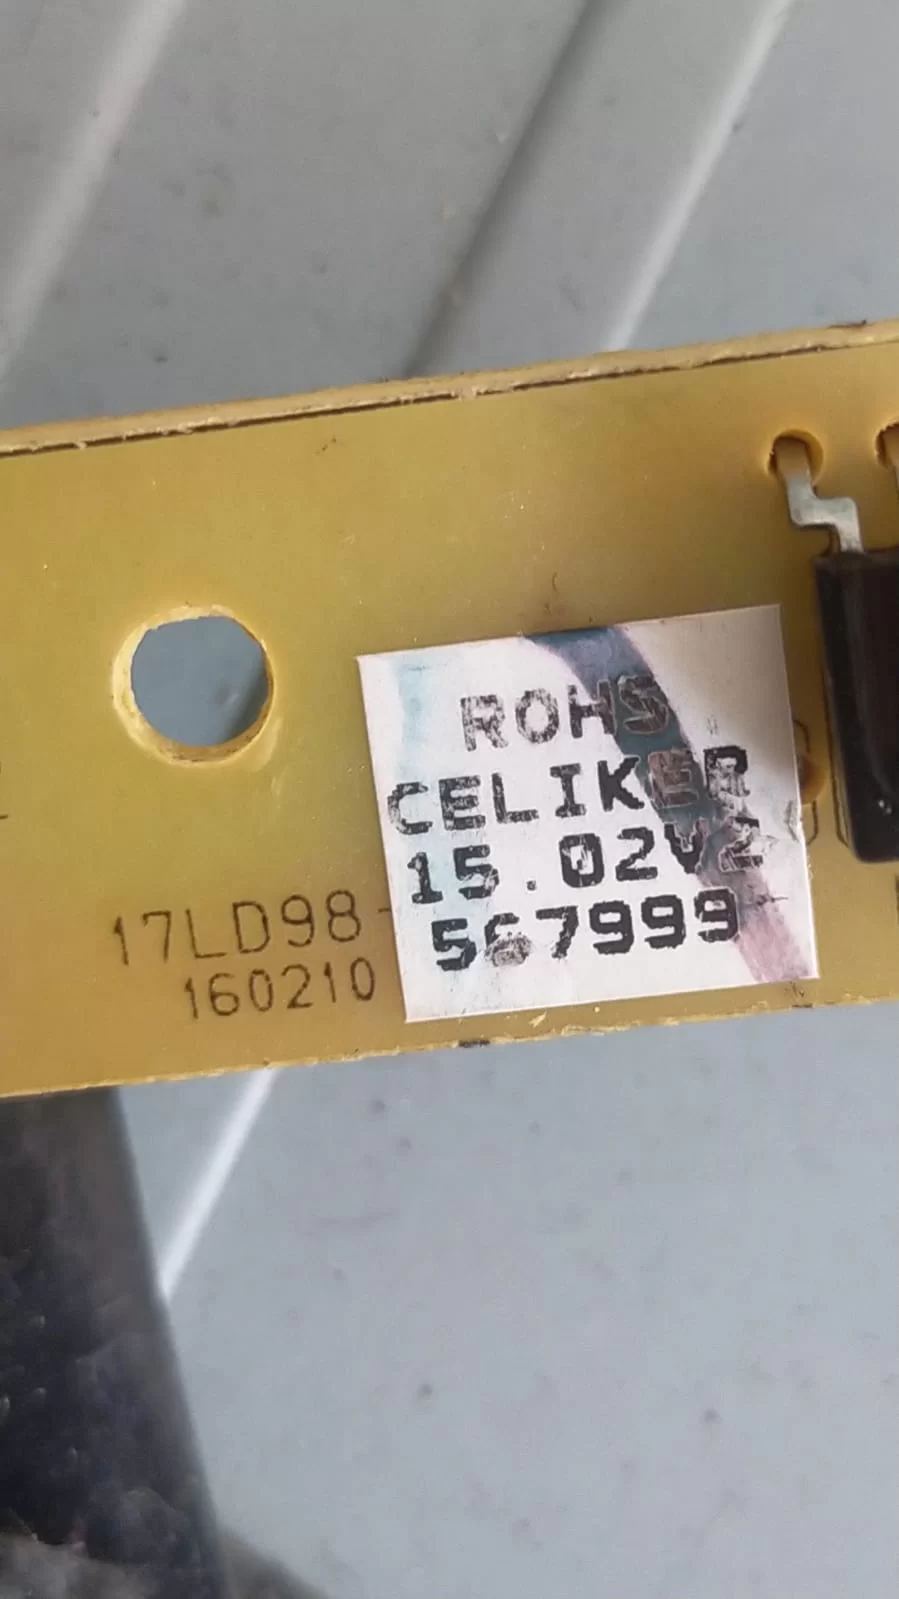 ROHS
CELIKER
15.02V2
567999
17LD98-
160210